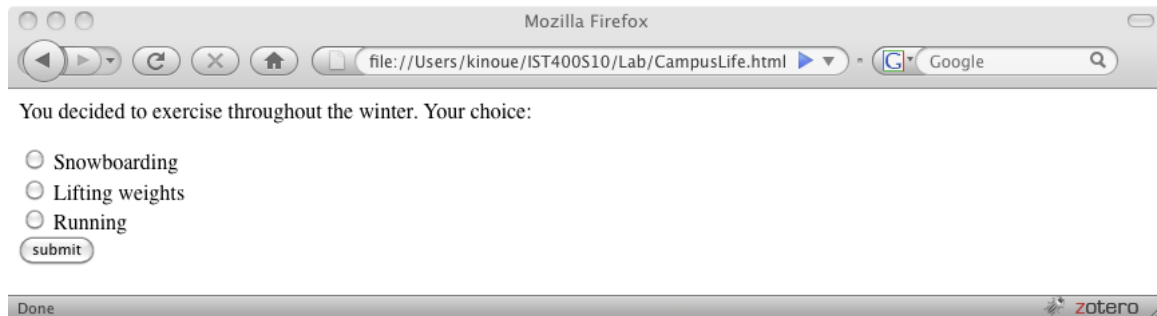 Mozilla Firefox
file://Users/kinoue/IST400S10/Lab/CampusLife.html G Google
You decided to exercise throughout the winter. Your choice:
Snowboarding
Lifting weights
Running
submit
Done zotero